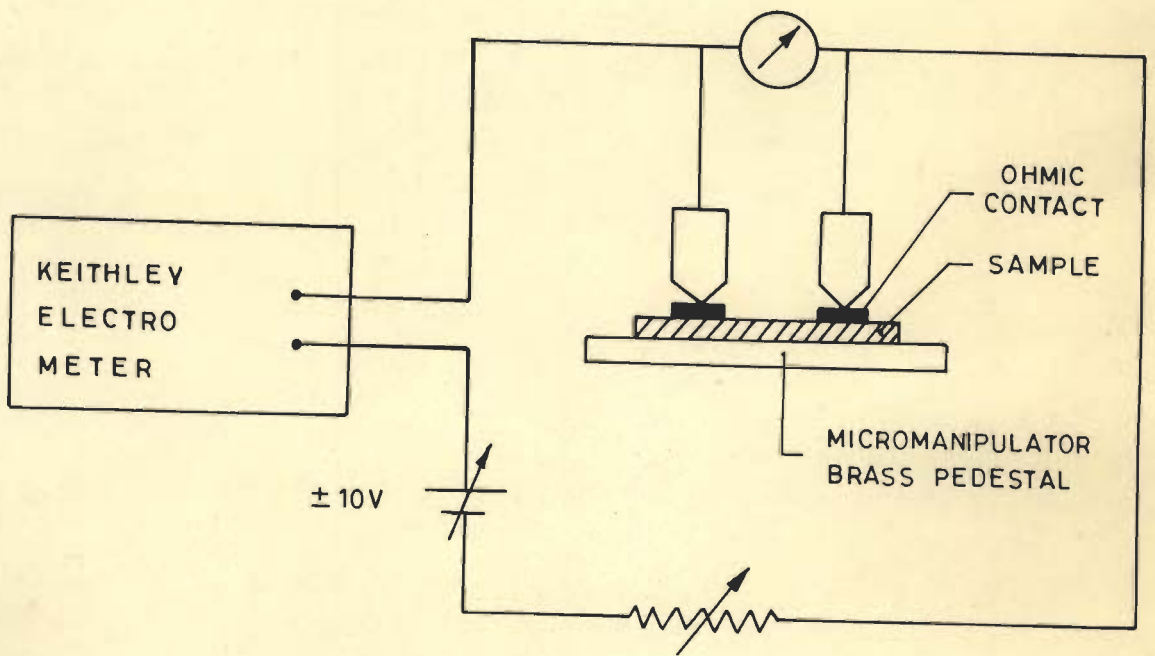 KEITHLEY
ELECTRO
METER
OHMIC
CONTACT
SAMPLE
MICROMANIPULATOR
BRASS PEDESTAL
± 10V